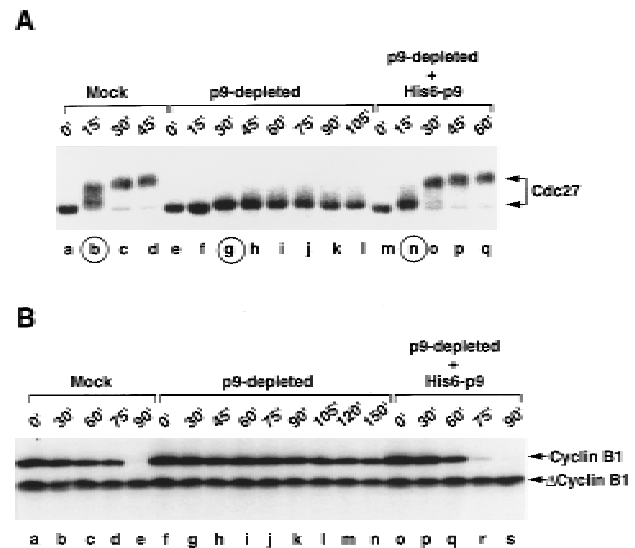 A
p9-depleted
+
His6-p9
Mock p9-depleted
0' 15' 30' 45' 0' 15' 30' 45' 60' 75' 90' 105' 0' 15' 30' 45' 60'
Cdc27
a b c d e f g h i j k l m n o p q
B
p9-depleted
+
His6-p9
Mock p9-depleted
0' 30' 60' 75' 90' 0' 30' 45' 60' 75' 90' 105' 120' 150' 0' 30' 60' 75' 90'
Cyclin B1
ΔCyclin B1
a b c d e f g h i j k l m n o p q r s